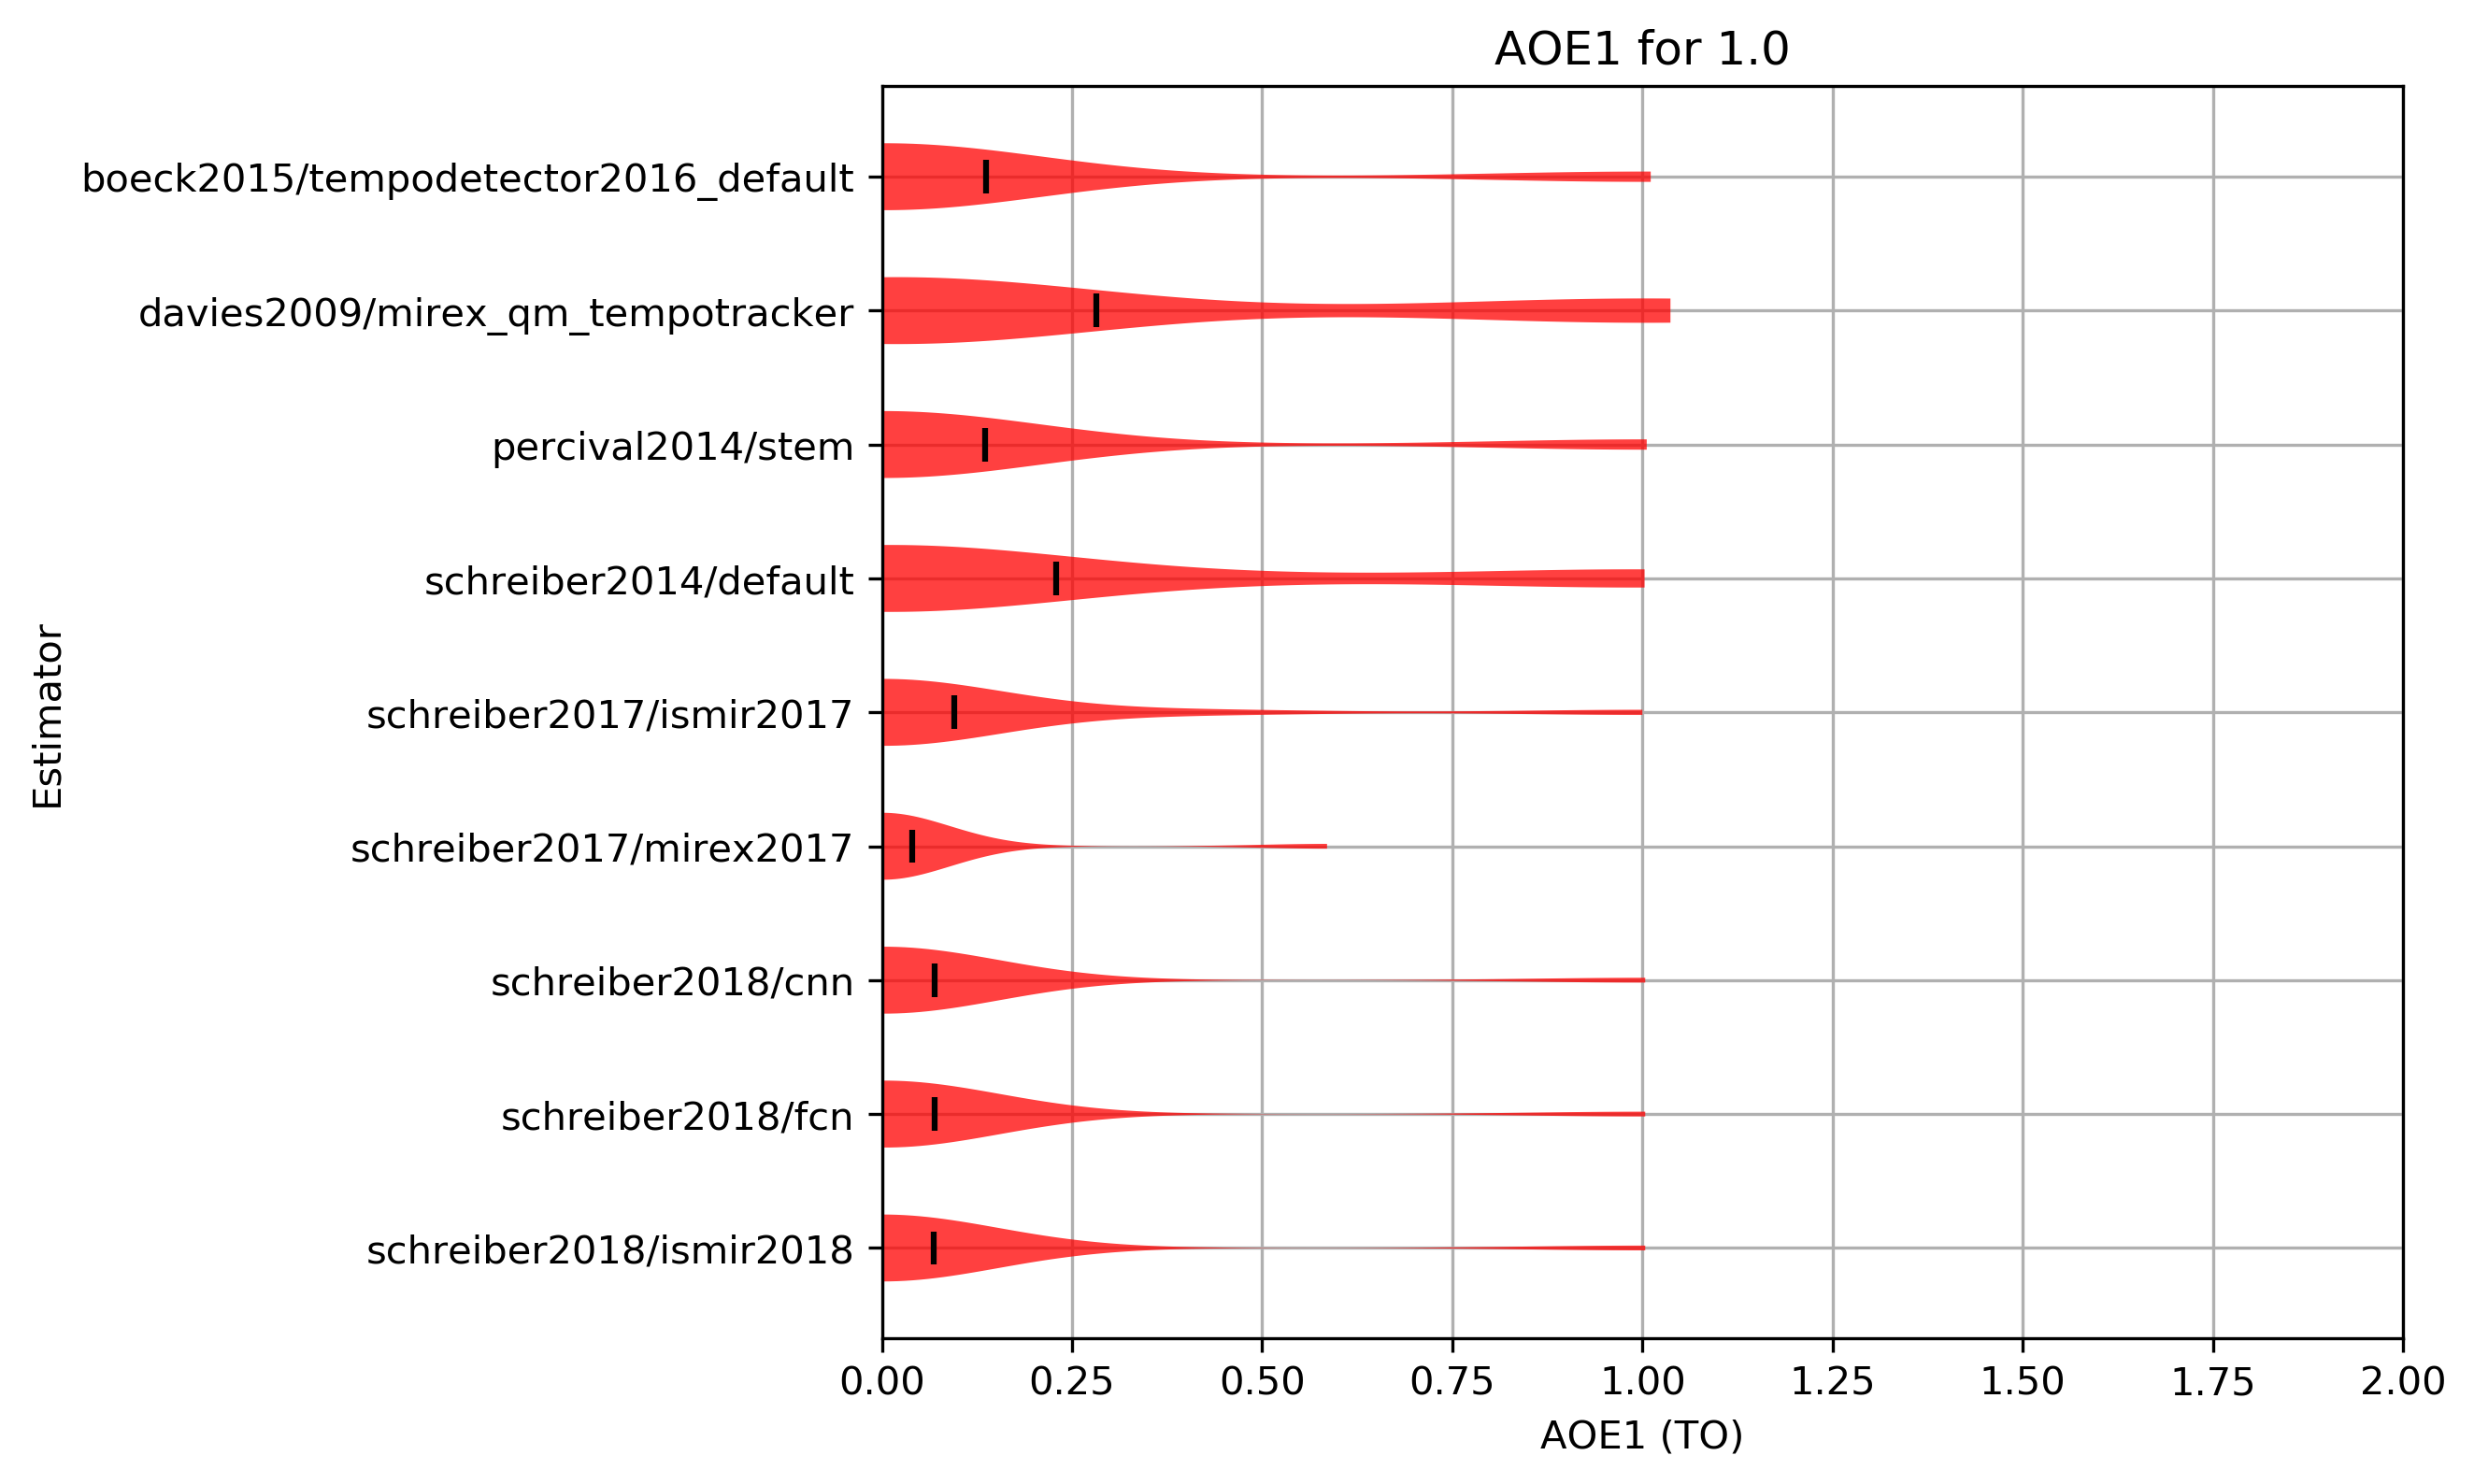 AOE1 for 1.0
boeck2015/tempodetector2016_default
davies2009/mirex_qm_tempotracker
percival2014/stem
schreiber2014/default
schreiber2017/ismir2017
schreiber2017/mirex2017
schreiber2018/cnn
schreiber2018/fcn
schreiber2018/ismir2018
Estimator
0.00 0.25 0.50 0.75 1.00 1.25 1.50 1.75 2.00
AOE1 (TO)